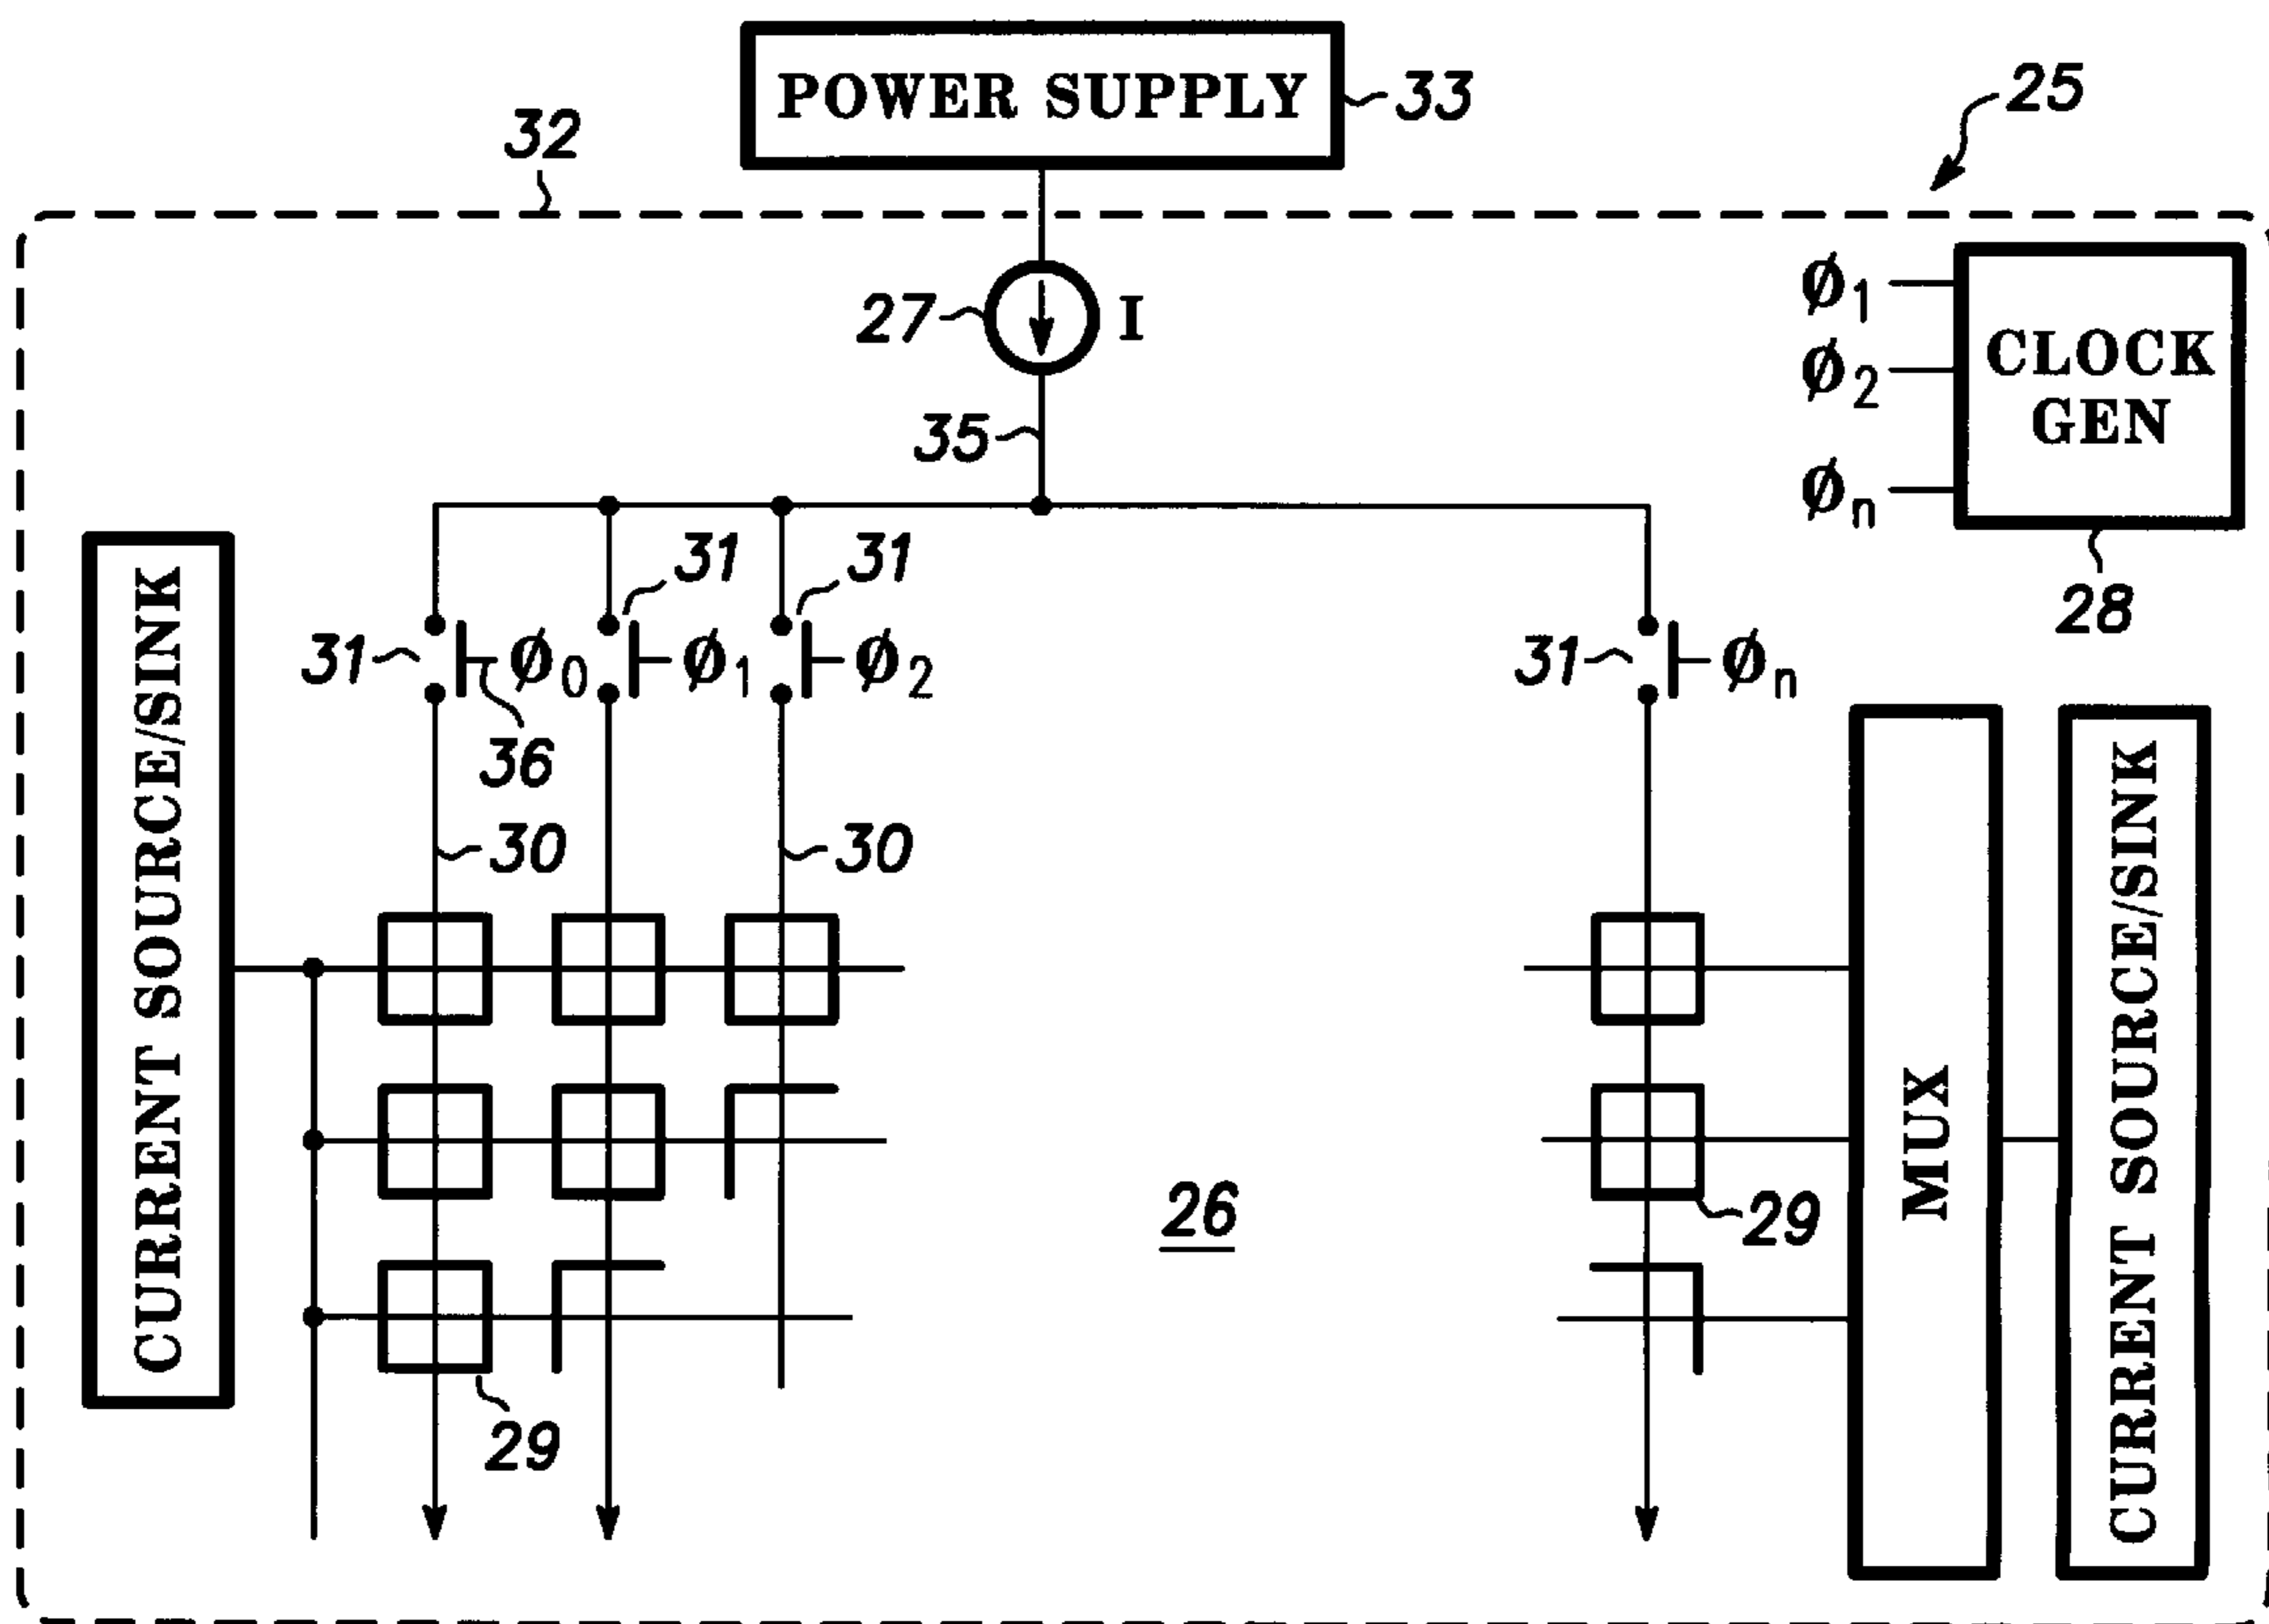 POWER SUPPLY
33
25
32
27
I
ϕ1
ϕ2
ϕn
CLOCK
GEN
28
35
31
31
31
ϕ0
ϕ1
ϕ2
31
ϕn
36
30
30
CURRENT SOURCE/SINK
MUX
CURRENT SOURCE/SINK
26
29
29